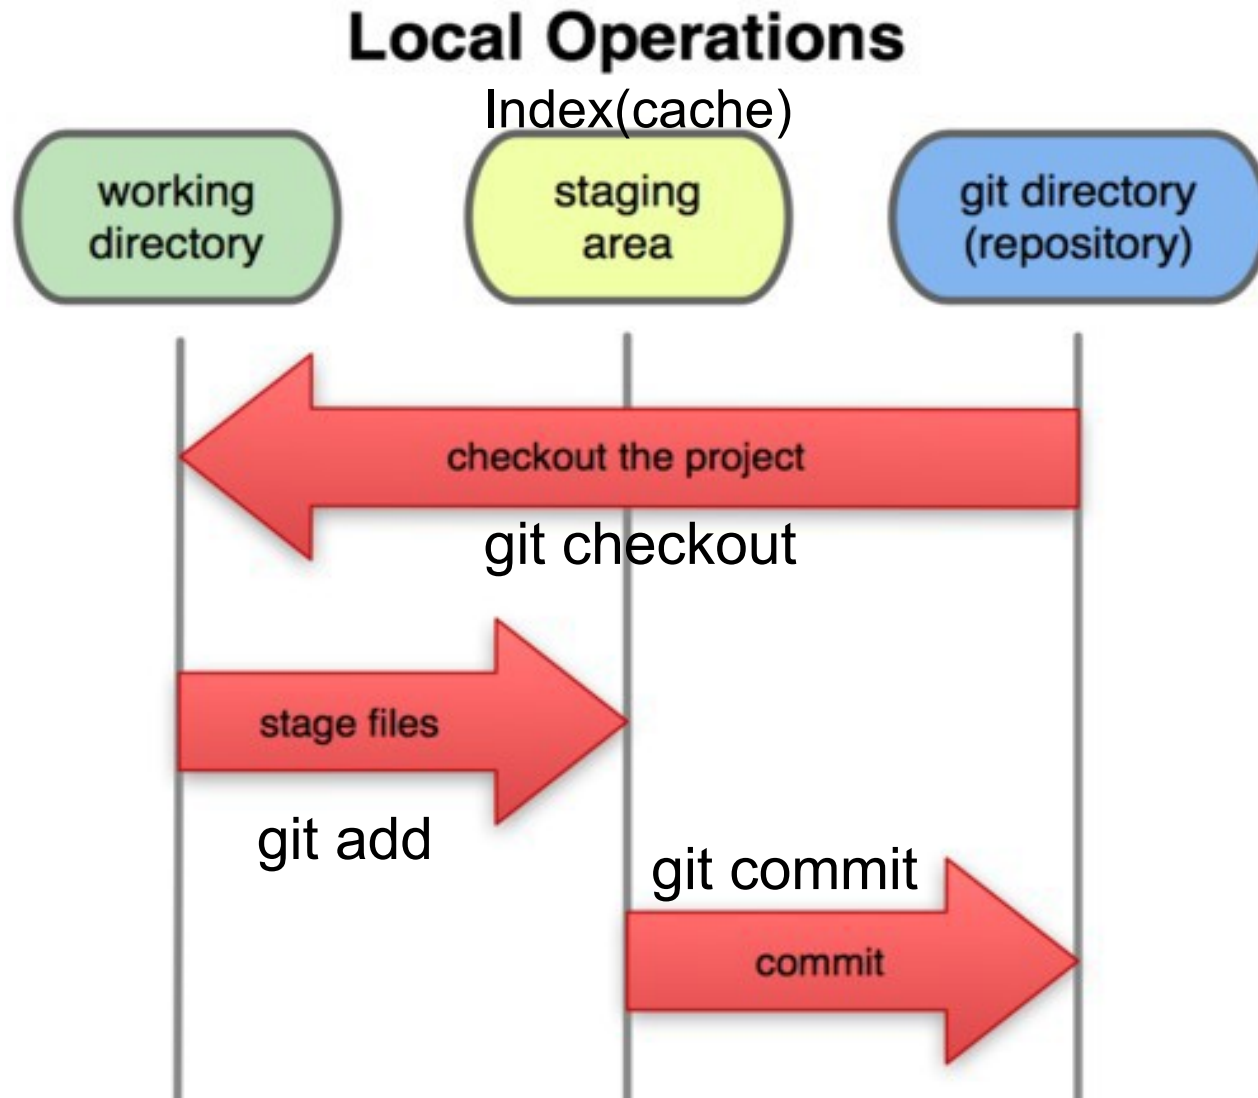 Local Operations
Index(cache)
working
directory
staging
area
git directory
(repository)
checkout the project
git checkout
stage files
git add
git commit
commit